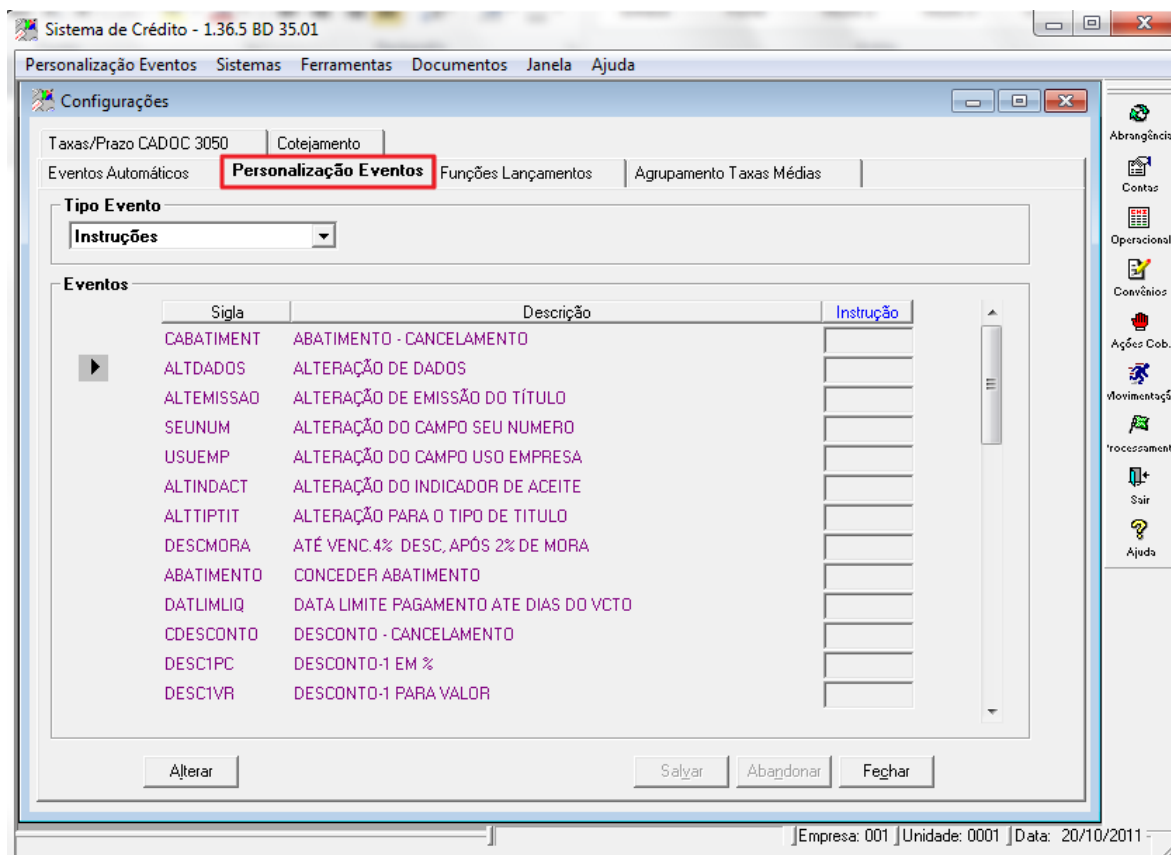 Sistema de Crédito - 1.36.5 BD 35.01
Personalização Eventos Sistemas Ferramentas Documentos Janela Ajuda
Configurações
Taxas/Prazo CADOC 3050 Cotejamento
Eventos Automáticos Personalização Eventos Funções Lançamentos Agrupamento Taxas Médias
Tipo Evento
Instruções
Eventos
Sigla Descrição Instrução
CABATIMENT ABATIMENTO - CANCELAMENTO
ALTDADOS ALTERAÇÃO DE DADOS
ALTEMISSAO ALTERAÇÃO DE EMISSÃO DO TÍTULO
SEUNUM ALTERAÇÃO DO CAMPO SEU NUMERO
USUEMP ALTERAÇÃO DO CAMPO USO EMPRESA
ALTINDACT ALTERAÇÃO DO INDICADOR DE ACEITE
ALTTIPTIT ALTERAÇÃO PARA O TIPO DE TITULO
DESCMORA ATÉ VENC.4% DESC, APÓS 2% DE MORA
ABATIMENTO CONCEDER ABATIMENTO
DATLIMLIQ DATA LIMITE PAGAMENTO ATE DIAS DO VCTO
CDESCONTO DESCONTO - CANCELAMENTO
DESC1PC DESCONTO-1 EM %
DESC1VR DESCONTO-1 PARA VALOR
Alterar Salvar Abandonar Fechar
Abrangência
Contas
Operacional
Convênios
Ações Cob.
Movimentaçã
rocessament
Sair
Ajuda
Empresa: 001 Unidade: 0001 Data: 20/10/2011